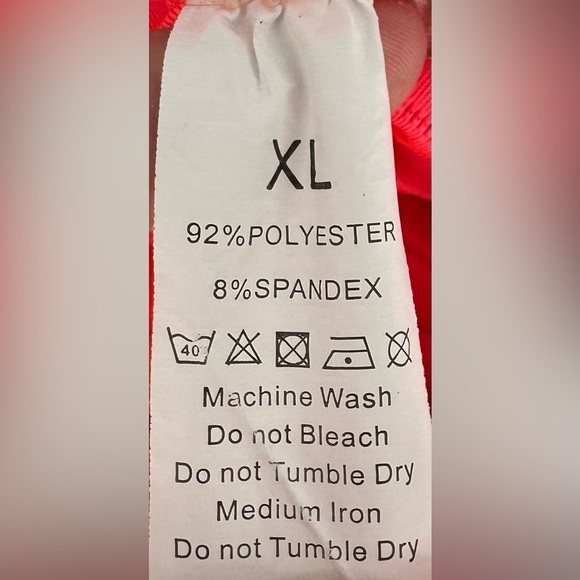 XL
92%POLYESTER
8%SPANDEX
40
Machine Wash
Do not Bleach
Do not Tumble Dry
Medium Iron
Do not Tumble Dry